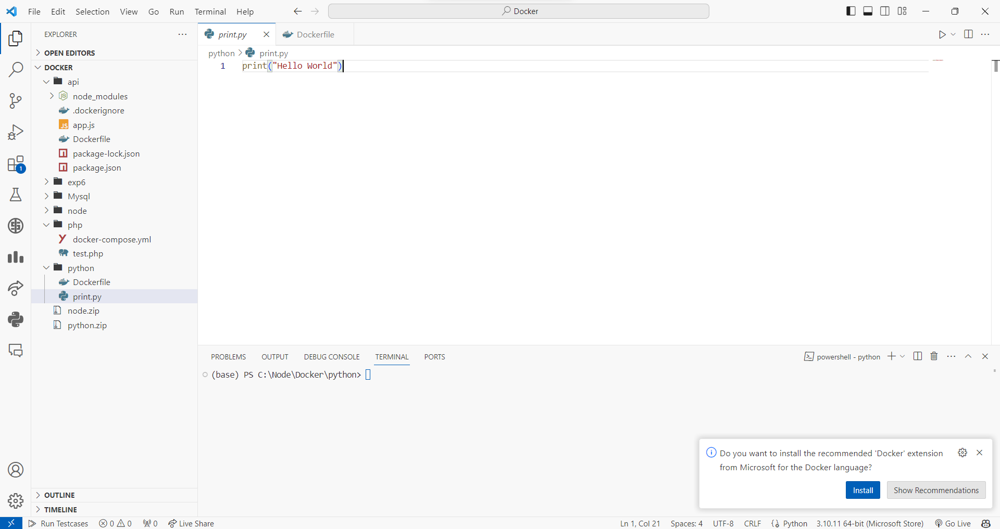 File Edit Selection View Go Run Terminal Help
Docker
EXPLORER
OPEN EDITORS
DOCKER
api
node_modules
.dockerignore
JS app.js
Dockerfile
package-lock.json
package.json
exp6
Mysql
node
php
docker-compose.yml
test.php
python
Dockerfile
print.py
node.zip
python.zip
OUTLINE
TIMELINE
1
print.py
Dockerfile
python > print.py
1 print("Hello World")
PROBLEMS OUTPUT DEBUG CONSOLE TERMINAL PORTS
powershell - python
(base) PS C:\Node\Docker\python>
Do you want to install the recommended 'Docker' extension
from Microsoft for the Docker language?
Install Show Recommendations
Run Testcases 0 0 0 Live Share
Ln 1, Col 21 Spaces: 4 UTF-8 CRLF Python 3.10.11 64-bit (Microsoft Store) Go Live